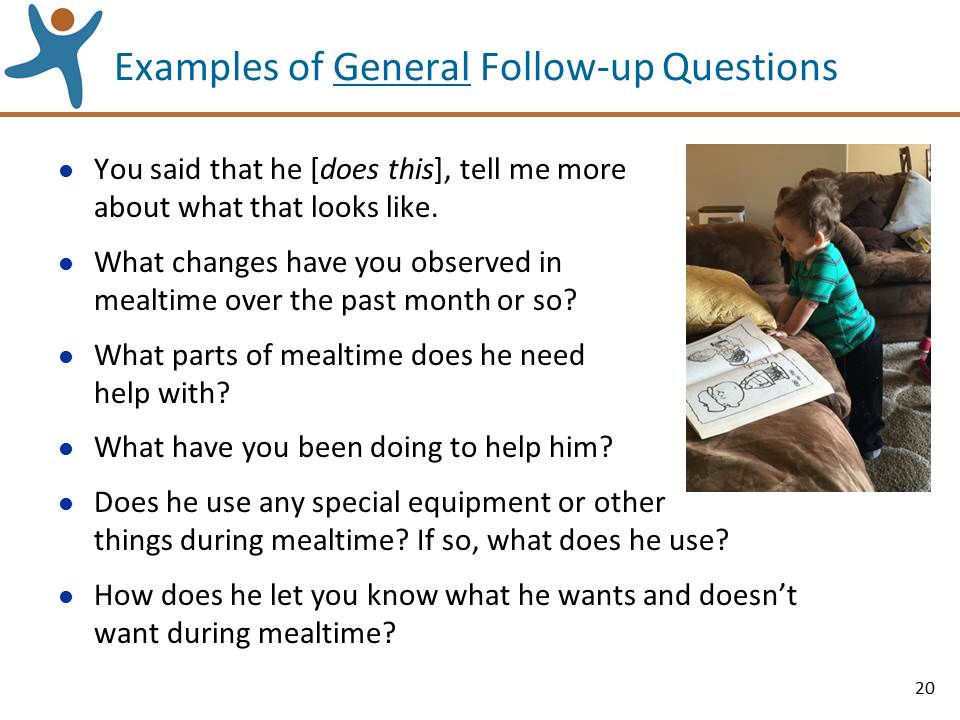 Examples of General Follow-up Questions
● You said that he [does this], tell me more
about what that looks like.
● What changes have you observed in
mealtime over the past month or so?
● What parts of mealtime does he need
help with?
● What have you been doing to help him?
● Does he use any special equipment or other
things during mealtime? If so, what does he use?
● How does he let you know what he wants and doesn’t
want during mealtime?
20